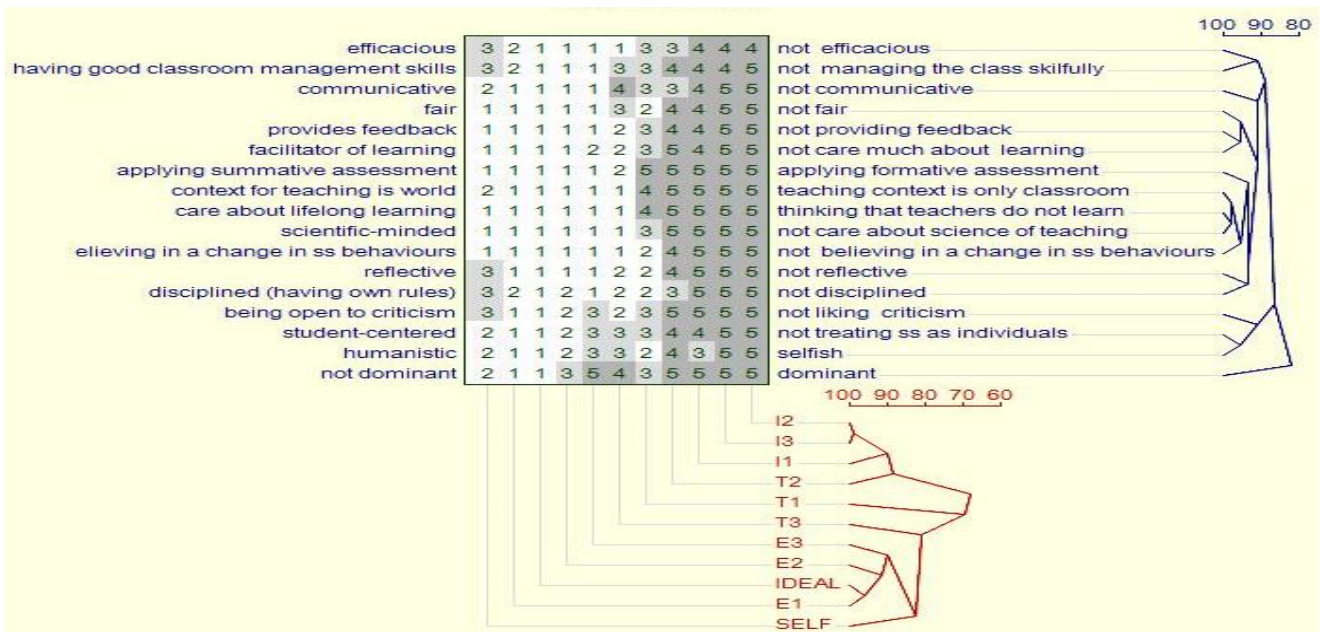 100 90 80
efficacious 3 2 1 1 1 1 3 3 4 4 4 not efficacious
having good classroom management skills 3 2 1 1 1 3 3 4 4 4 5 not managing the class skilfully
communicative 2 1 1 1 1 4 3 3 4 5 5 not communicative
fair 1 1 1 1 1 3 2 4 4 5 5 not fair
provides feedback 1 1 1 1 1 2 3 4 4 5 5 not providing feedback
facilitator of learning 1 1 1 1 2 2 3 5 4 5 5 not care much about learning
applying summative assessment 1 1 1 1 1 2 5 5 5 5 5 applying formative assessment
context for teaching is world 2 1 1 1 1 1 4 5 5 5 5 teaching context is only classroom
care about lifelong learning 1 1 1 1 1 1 4 5 5 5 5 thinking that teachers do not learn
scientific-minded 1 1 1 1 1 1 3 5 5 5 5 not care about science of teaching
elieving in a change in ss behaviours 1 1 1 1 1 1 2 4 5 5 5 not believing in a change in ss behaviours
reflective 3 1 1 1 1 2 2 4 5 5 5 not reflective
disciplined (having own rules) 3 2 1 2 1 2 2 3 5 5 5 not disciplined
being open to criticism 3 1 1 2 3 2 3 5 5 5 5 not liking criticism
student-centered 2 1 1 2 3 3 3 4 4 5 5 not treating ss as individuals
humanistic 2 1 1 2 3 3 2 4 3 5 5 selfish
not dominant 2 1 1 3 5 4 3 5 5 5 5 dominant
100 90 80 70 60
I2
I3
I1
T2
T1
T3
E3
E2
IDEAL
E1
SELF